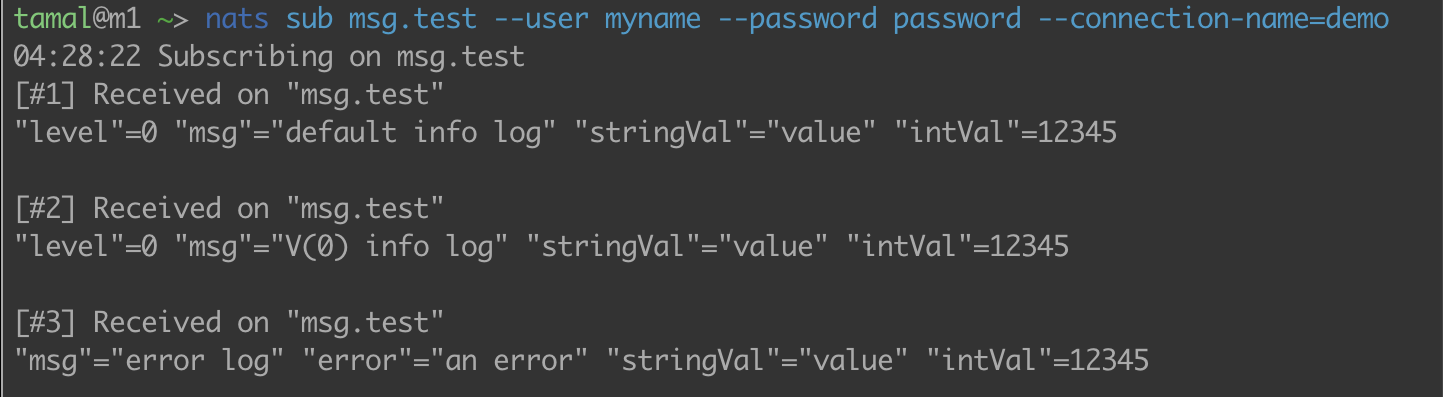 tamal@m1 ~> nats sub msg.test --user myname --password password --connection-name=demo
04:28:22 Subscribing on msg.test
[#1] Received on "msg.test"
"level"=0 "msg"="default info log" "stringVal"="value" "intVal"=12345
[#2] Received on "msg.test"
"level"=0 "msg"="V(0) info log" "stringVal"="value" "intVal"=12345
[#3] Received on "msg.test"
"msg"="error log" "error"="an error" "stringVal"="value" "intVal"=12345